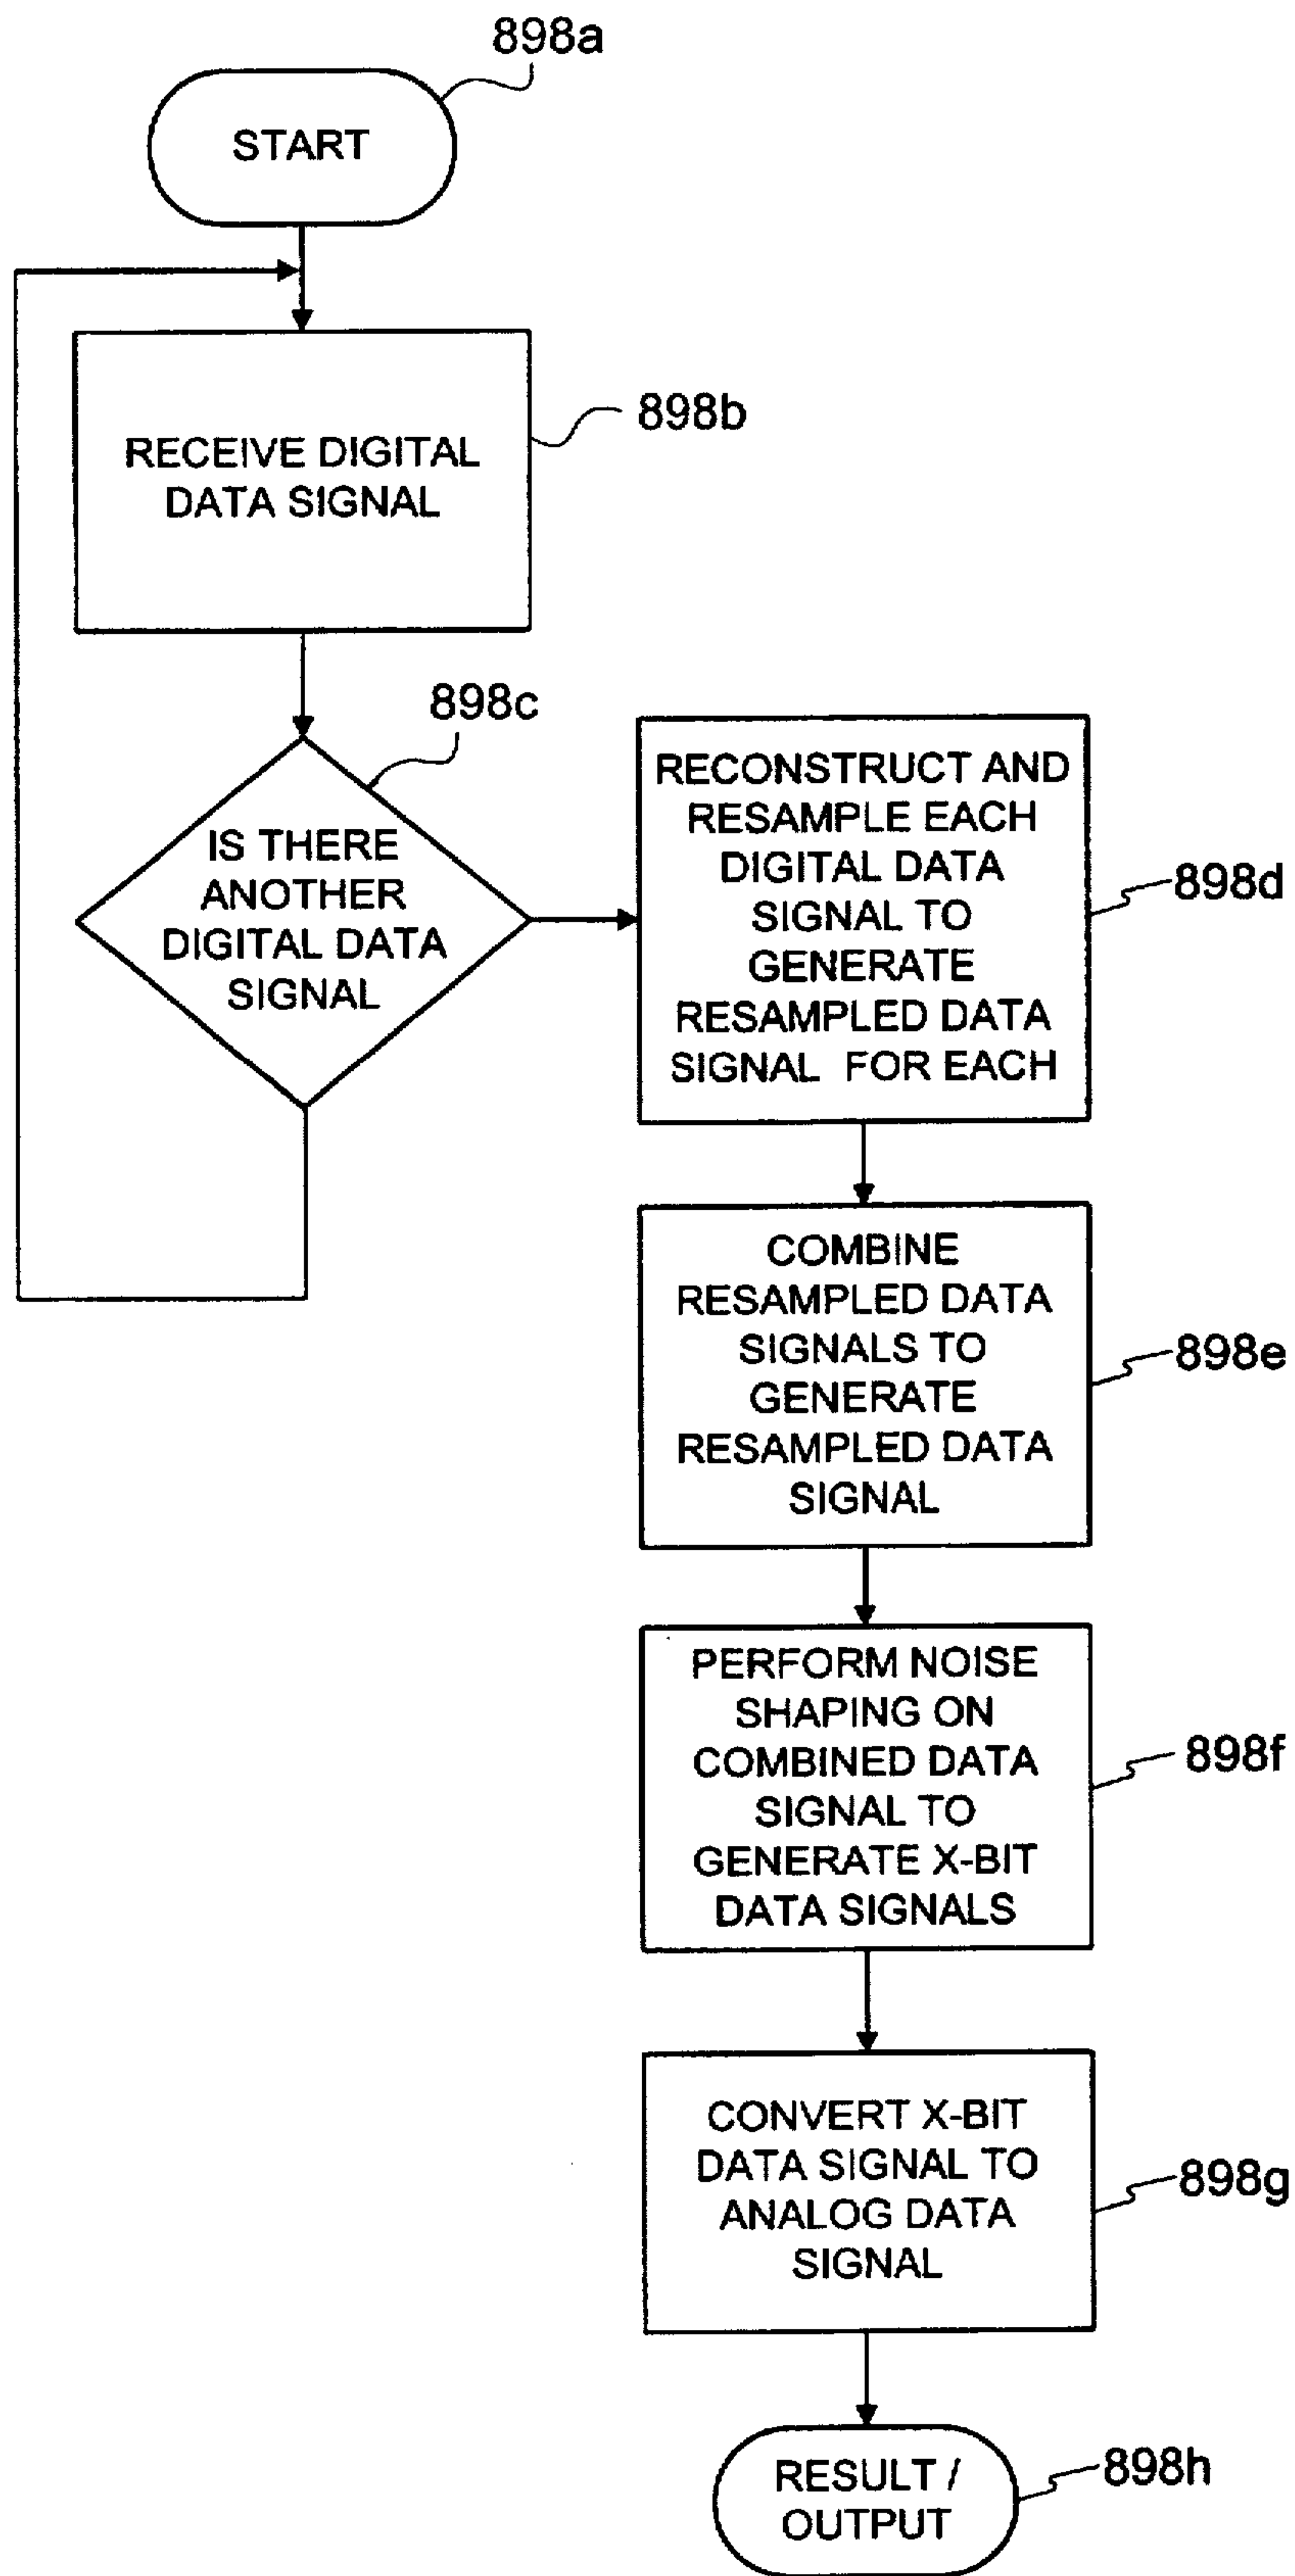 898a
START
898b
RECEIVE DIGITAL
DATA SIGNAL
898c
IS THERE
ANOTHER
DIGITAL DATA
SIGNAL
RECONSTRUCT AND
RESAMPLE EACH
DIGITAL DATA
SIGNAL TO
GENERATE
RESAMPLED DATA
SIGNAL FOR EACH
898d
COMBINE
RESAMPLED DATA
SIGNALS TO
GENERATE
RESAMPLED DATA
SIGNAL
898e
PERFORM NOISE
SHAPING ON
COMBINED DATA
SIGNAL TO
GENERATE X-BIT
DATA SIGNALS
898f
CONVERT X-BIT
DATA SIGNAL TO
ANALOG DATA
SIGNAL
898g
RESULT /
OUTPUT
898h